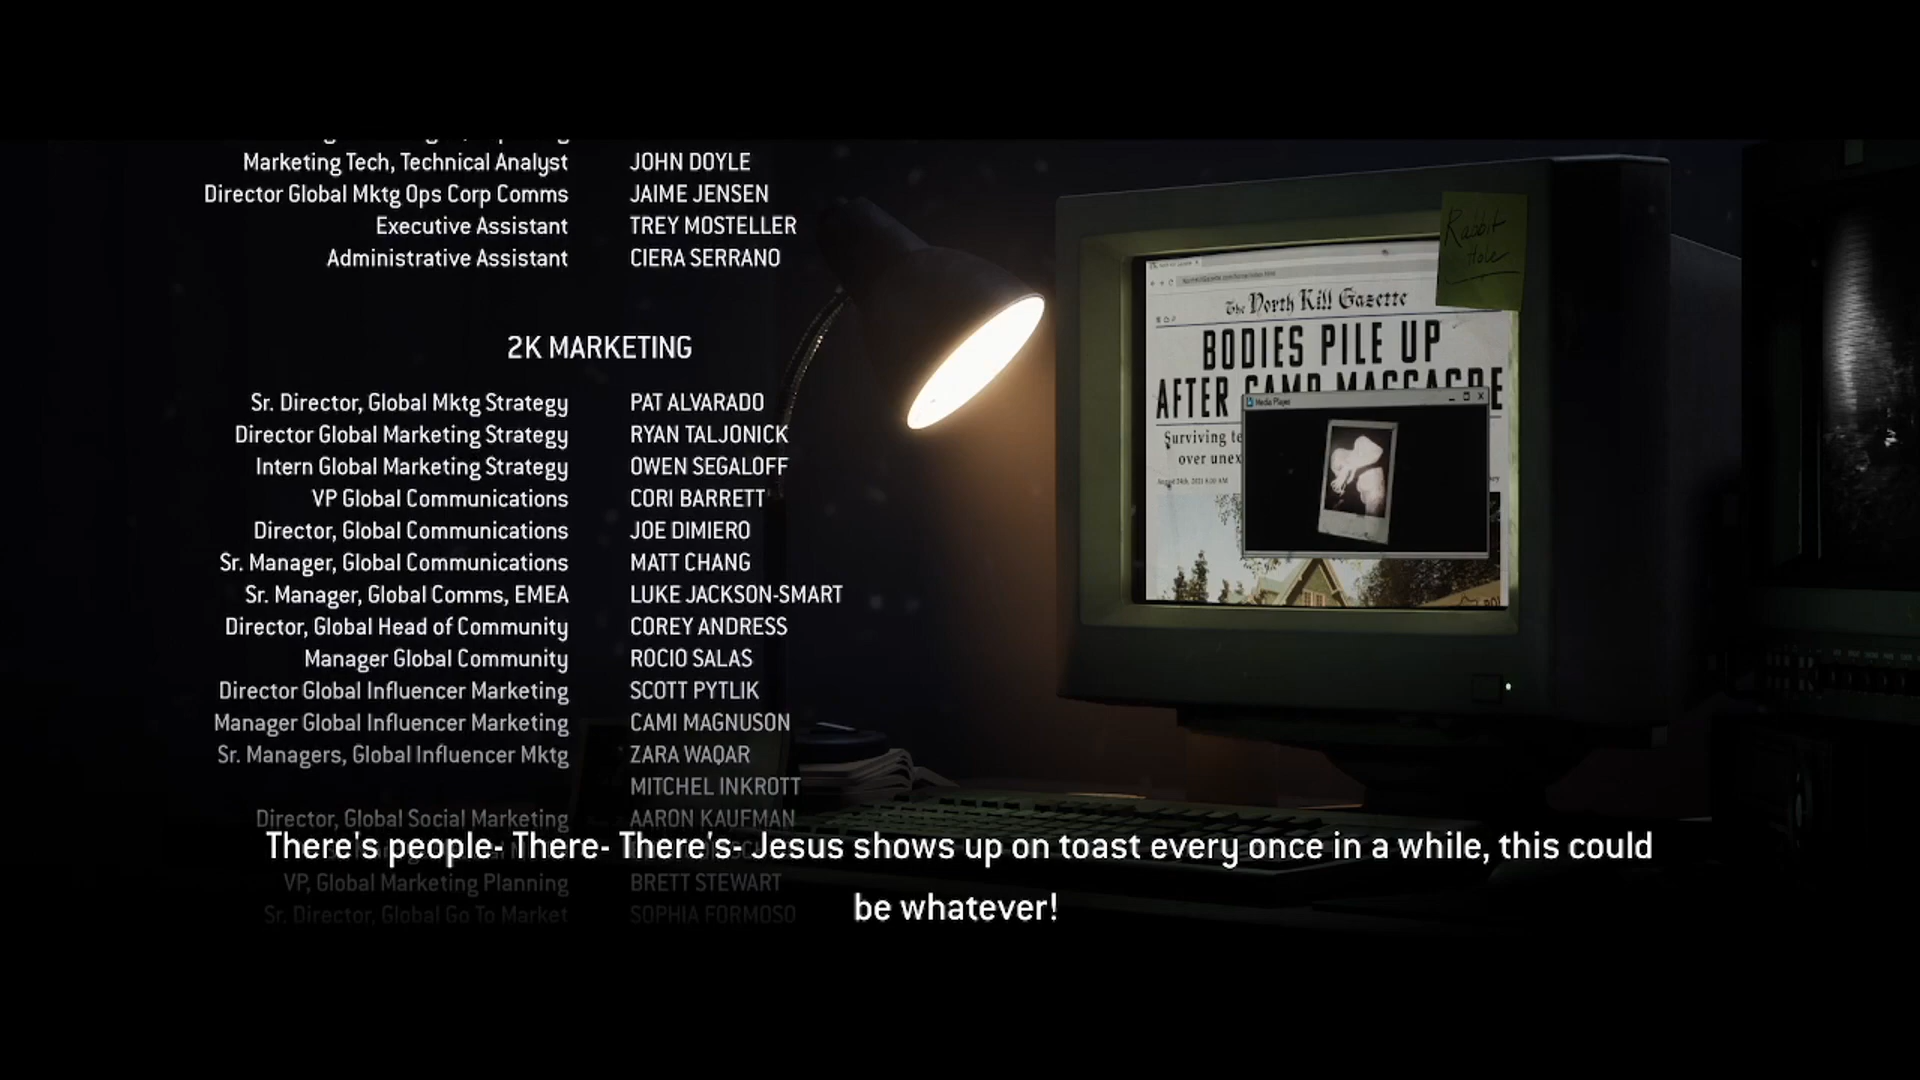 Marketing Tech, Technical Analyst JOHN DOYLE
Director Global Mktg Ops Corp Comms JAIME JENSEN
Executive Assistant TREY MOSTELLER
Administrative Assistant CIERA SERRANO
2K MARKETING
Sr. Director, Global Mktg Strategy PAT ALVARADO
Director Global Marketing Strategy RYAN TALJONICK
Intern Global Marketing Strategy OWEN SEGALOFF
VP Global Communications CORI BARRETT
Director, Global Communications JOE DIMIERO
Sr. Manager, Global Communications MATT CHANG
Sr. Manager, Global Comms, EMEA LUKE JACKSON-SMART
Director, Global Head of Community COREY ANDRESS
Manager Global Community ROCIO SALAS
Director Global Influencer Marketing SCOTT PYTLIK
Manager Global Influencer Marketing CAMI MAGNUSON
Sr. Managers, Global Influencer Mktg ZARA WAQAR
MITCHEL INKROTT
Director, Global Social Marketing AARON KAUFMAN
VP, Global Marketing Planning BRETT STEWART
Sr. Director, Global Go To Market SOPHIA FORMOSO
There's people- There- There's- Jesus shows up on toast every once in a while, this could
be whatever!
Rabbit
Hole
The North Kill Gazette
BODIES PILE UP
AFTER CAMP MASSACRE
Media Player
Surviving
over